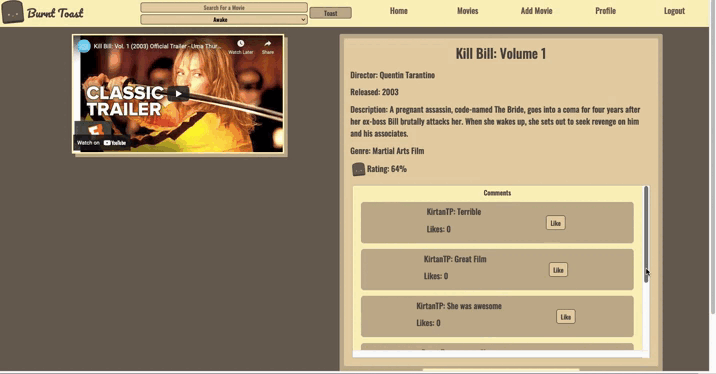 Burnt Toast
Search For a Movie
Awake
Toast
Home
Movies
Add Movie
Profile
Logout
Kill Bill: Vol. 1 (2003) Official Trailer - Uma Thur...
Watch Later
Share
CLASSIC
TRAILER
Watch on YouTube
Kill Bill: Volume 1
Director: Quentin Tarantino
Released: 2003
Description: A pregnant assassin, code-named The Bride, goes into a coma for four years after
her ex-boss Bill brutally attacks her. When she wakes up, she sets out to seek revenge on him
and his associates.
Genre: Martial Arts Film
Rating: 64%
Comments
KirtanTP: Terrible
Likes: 0
Like
KirtanTP: Great Film
Likes: 0
Like
KirtanTP: She was awesome
Likes: 0
Like